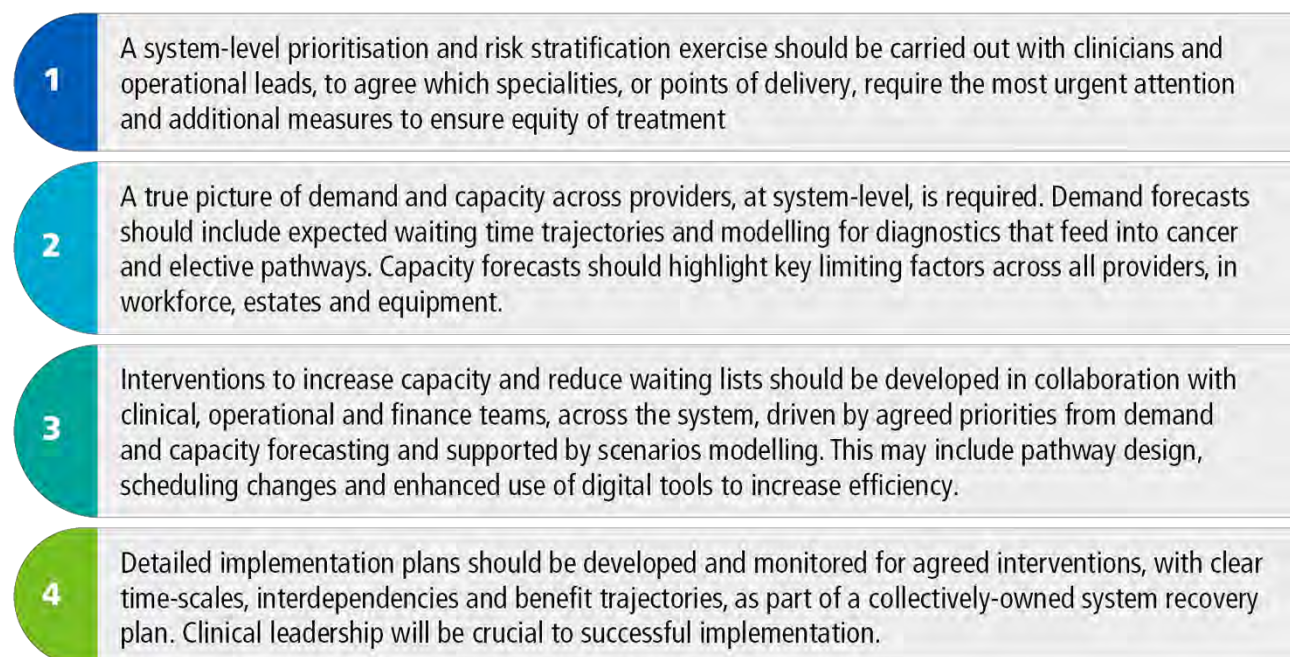 1
A system-level prioritisation and risk stratification exercise should be carried out with clinicians and
operational leads, to agree which specialities, or points of delivery, require the most urgent attention
and additional measures to ensure equity of treatment
2
A true picture of demand and capacity across providers, at system-level, is required. Demand forecasts
should include expected waiting time trajectories and modelling for diagnostics that feed into cancer
and elective pathways. Capacity forecasts should highlight key limiting factors across all providers, in
workforce, estates and equipment.
3
Interventions to increase capacity and reduce waiting lists should be developed in collaboration with
clinical, operational and finance teams, across the system, driven by agreed priorities from demand
and capacity forecasting and supported by scenarios modelling. This may include pathway design,
scheduling changes and enhanced use of digital tools to increase efficiency.
4
Detailed implementation plans should be developed and monitored for agreed interventions, with clear
time-scales, interdependencies and benefit trajectories, as part of a collectively-owned system recovery
plan. Clinical leadership will be crucial to successful implementation.